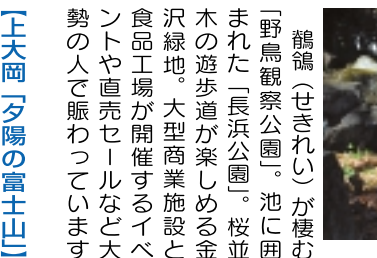 鶺鴒（せきれい）が棲む
「野鳥観察公園」。池に囲
まれた「長浜公園」。桜並
木の遊歩道が楽しめる金
沢緑地。大型商業施設と
食品工場が開催するイベ
ントや直売セールなど大
勢の人で賑わっています
【上大岡「夕陽の富士山」】